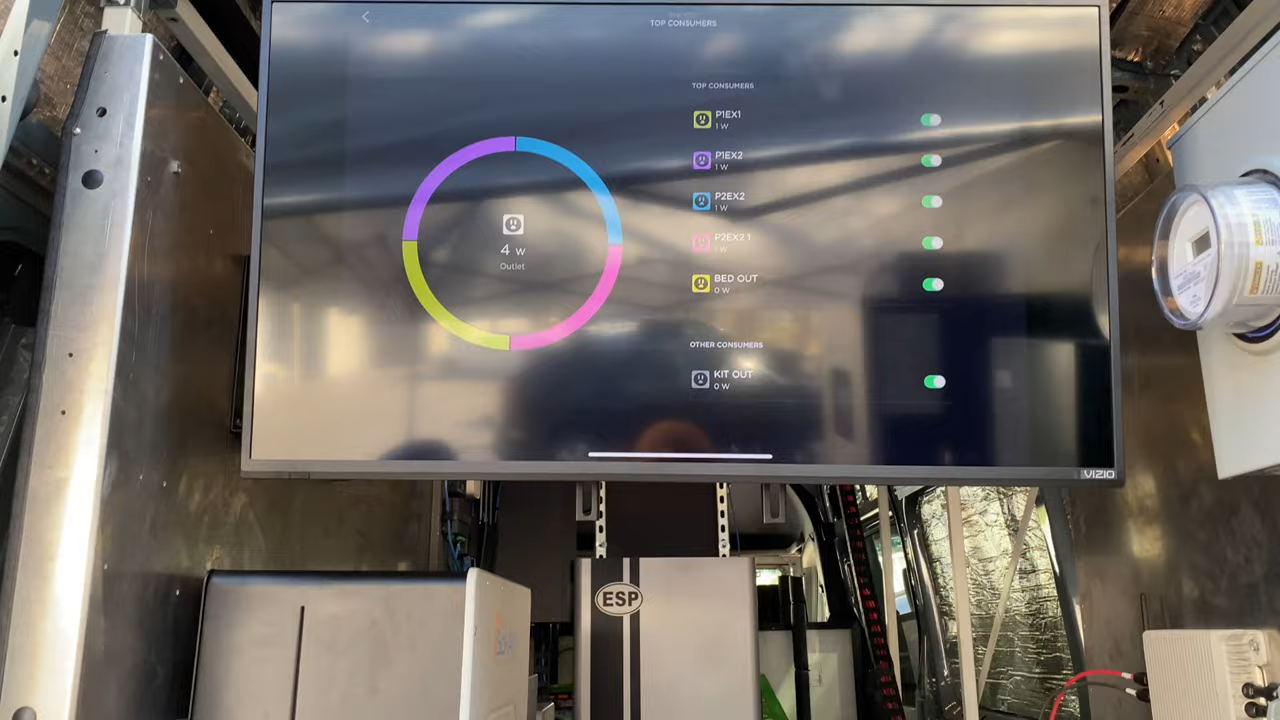 TOP CONSUMERS
TOP CONSUMERS
P1EX1
1 W
P1EX2
1 W
P2EX2
1 W
P2EX2 1
1 W
BED OUT
0 W
4 W
Outlet
OTHER CONSUMERS
KIT OUT
0 W
VIZIO
ESP